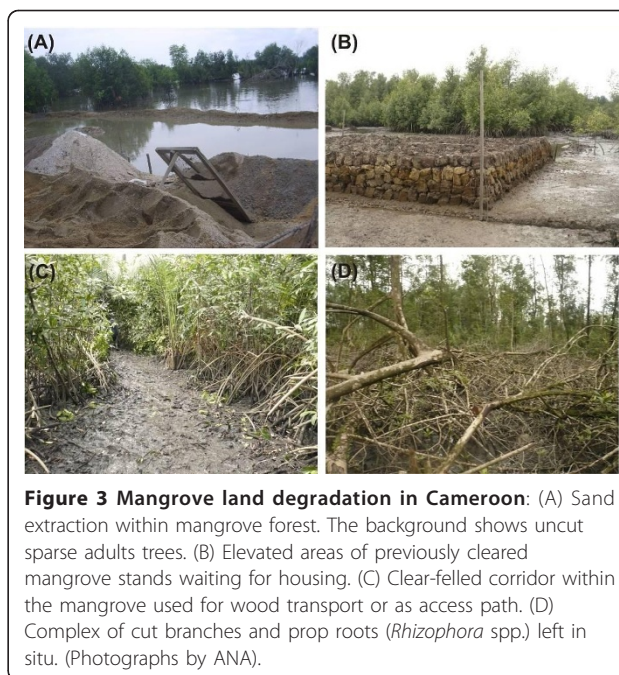 (A)
(B)
(C)
(D)
Figure 3 Mangrove land degradation in Cameroon: (A) Sand
extraction within mangrove forest. The background shows uncut
sparse adults trees. (B) Elevated areas of previously cleared
mangrove stands waiting for housing. (C) Clear-felled corridor within
the mangrove used for wood transport or as access path. (D)
Complex of cut branches and prop roots (Rhizophora spp.) left in
situ. (Photographs by ANA).